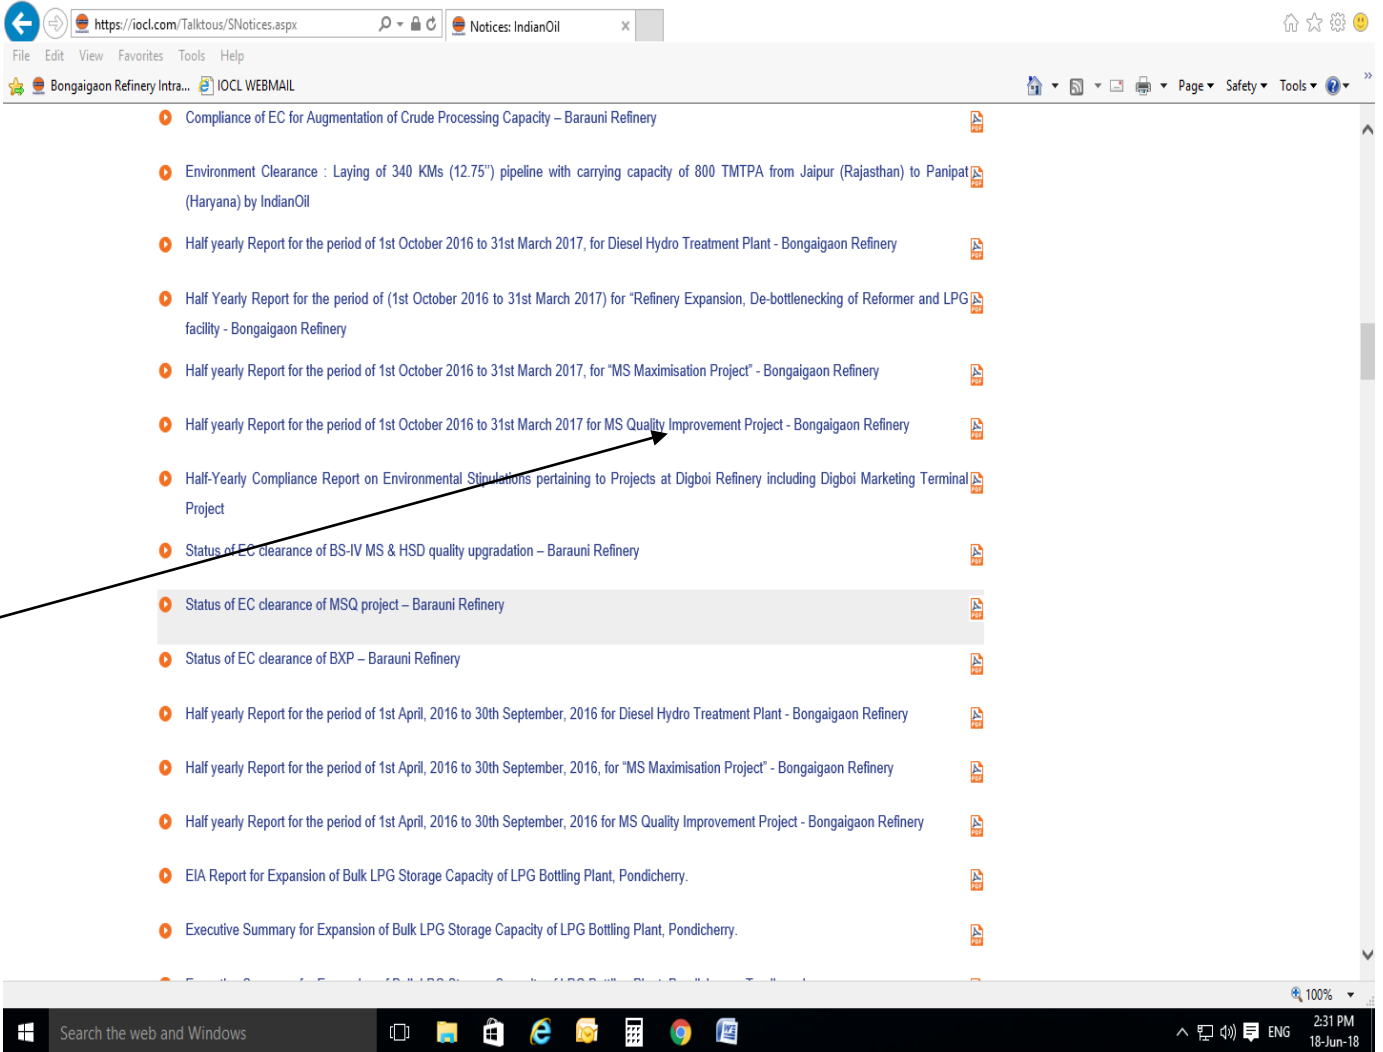 https://iocl.com/Talktous/SNotices.aspx
Notices: IndianOil
File Edit View Favorites Tools Help
Bongaigaon Refinery Intra... IOCL WEBMAIL
Page Safety Tools
Compliance of EC for Augmentation of Crude Processing Capacity – Barauni Refinery
Environment Clearance : Laying of 340 KMs (12.75'') pipeline with carrying capacity of 800 TMTPA from Jaipur (Rajasthan) to Panipat
(Haryana) by IndianOil
Half yearly Report for the period of 1st October 2016 to 31st March 2017, for Diesel Hydro Treatment Plant - Bongaigaon Refinery
Half Yearly Report for the period of (1st October 2016 to 31st March 2017) for “Refinery Expansion, De-bottlenecking of Reformer and LPG
facility - Bongaigaon Refinery
Half yearly Report for the period of 1st October 2016 to 31st March 2017, for “MS Maximisation Project” - Bongaigaon Refinery
Half yearly Report for the period of 1st October 2016 to 31st March 2017 for MS Quality Improvement Project - Bongaigaon Refinery
Half-Yearly Compliance Report on Environmental Stipulations pertaining to Projects at Digboi Refinery including Digboi Marketing Terminal
Project
Status of EC clearance of BS-IV MS & HSD quality upgradation – Barauni Refinery
Status of EC clearance of MSQ project – Barauni Refinery
Status of EC clearance of BXP – Barauni Refinery
Half yearly Report for the period of 1st April, 2016 to 30th September, 2016 for Diesel Hydro Treatment Plant - Bongaigaon Refinery
Half yearly Report for the period of 1st April, 2016 to 30th September, 2016, for “MS Maximisation Project” - Bongaigaon Refinery
Half yearly Report for the period of 1st April, 2016 to 30th September, 2016 for MS Quality Improvement Project - Bongaigaon Refinery
EIA Report for Expansion of Bulk LPG Storage Capacity of LPG Bottling Plant, Pondicherry.
Executive Summary for Expansion of Bulk LPG Storage Capacity of LPG Bottling Plant, Pondicherry.
100%
Search the web and Windows
ENG
2:31 PM
18-Jun-18